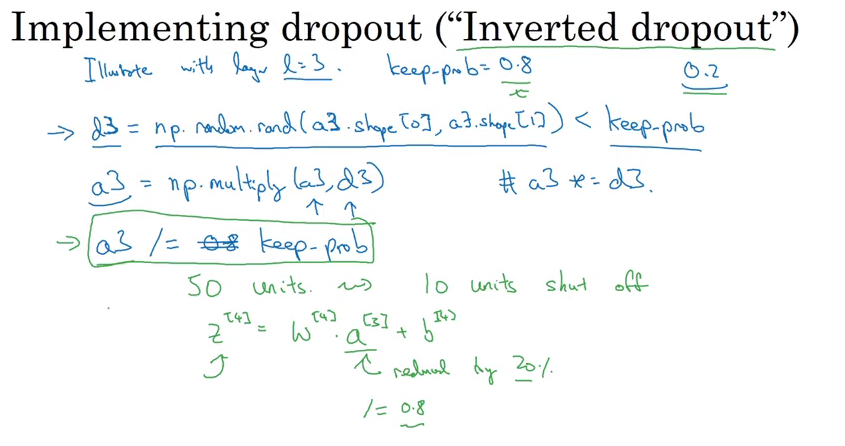 Implementing dropout ("Inverted dropout")
Illustrate with layer l=3. keep-prob= 0.8 0.2
x
→ d3 = np.random.rand(a3.shape[0], a3.shape[1]) < keep-prob
a3 = np.multiply(a3, d3) # a3 *= d3.
↑ ↑
→ a3 /= 0.8 keep-prob
50 units. ⇝ 10 units shut off
z^[4] = W^[4] · a^[3] + b^[4]
reduced by 20%.
/= 0.8